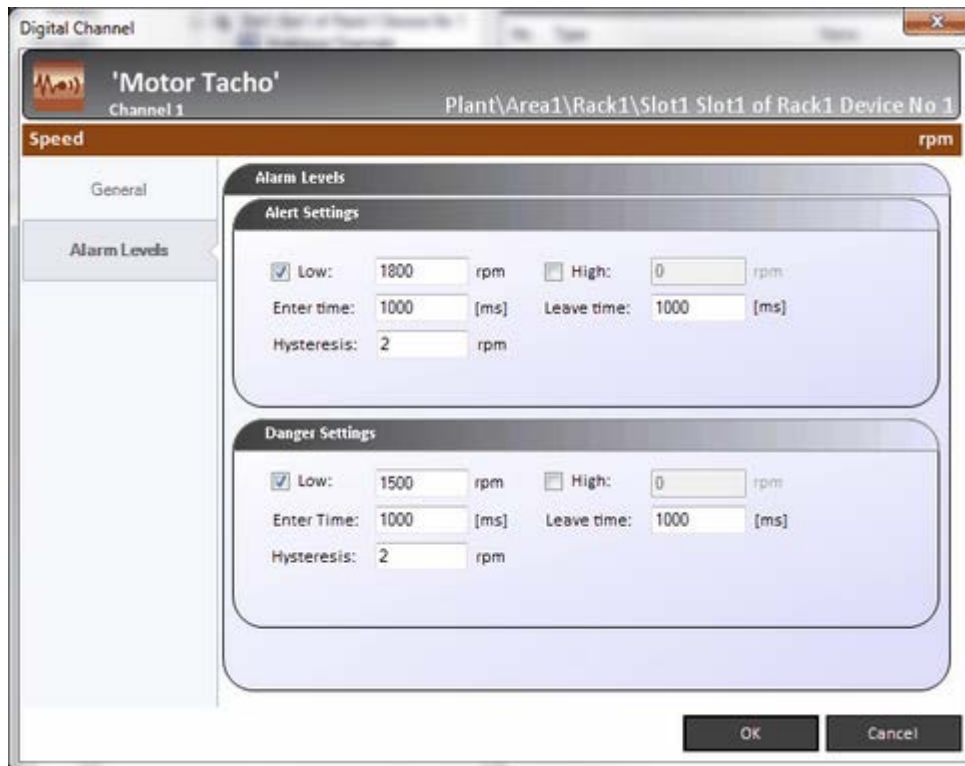 Digital Channel
'Motor Tacho'
Channel 1
Plant\Area1\Rack1\Slot1 Slot1 of Rack1 Device No 1
Speed rpm
General
Alarm Levels
Alarm Levels
Alert Settings
Low: 1800 rpm High: 0 rpm
Enter time: 1000 [ms] Leave time: 1000 [ms]
Hysteresis: 2 rpm
Danger Settings
Low: 1500 rpm High: 0 rpm
Enter Time: 1000 [ms] Leave time: 1000 [ms]
Hysteresis: 2 rpm
OK Cancel